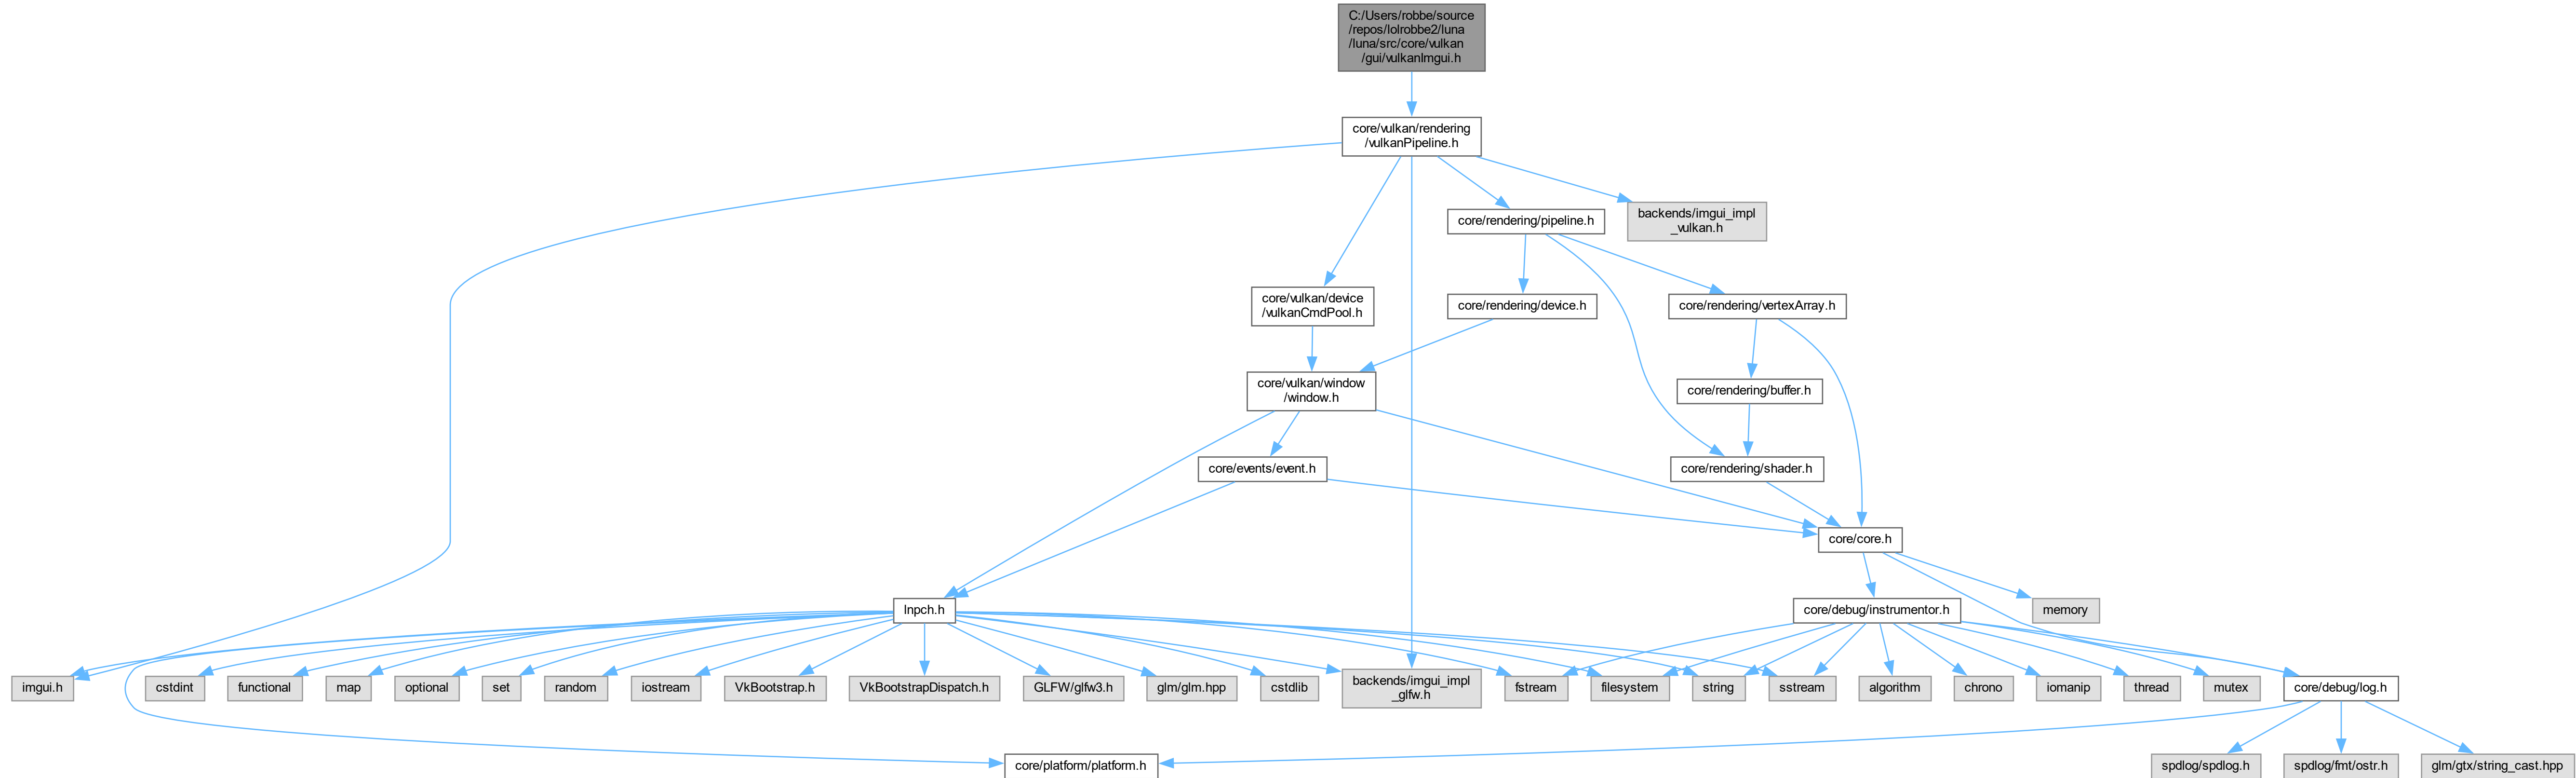 C:/Users/robbe/source
/repos/lolrobbe2/luna
/luna/src/core/vulkan
/gui/vulkanImgui.h
core/vulkan/rendering
/vulkanPipeline.h
core/rendering/pipeline.h
backends/imgui_impl
_vulkan.h
core/vulkan/device
/vulkanCmdPool.h
core/rendering/device.h
core/rendering/vertexArray.h
core/vulkan/window
/window.h
core/rendering/buffer.h
core/events/event.h
core/rendering/shader.h
core/core.h
lnpch.h
core/debug/instrumentor.h
memory
imgui.h
cstdint
functional
map
optional
set
random
iostream
VkBootstrap.h
VkBootstrapDispatch.h
GLFW/glfw3.h
glm/glm.hpp
cstdlib
backends/imgui_impl
_glfw.h
fstream
filesystem
string
sstream
algorithm
chrono
iomanip
thread
mutex
core/debug/log.h
core/platform/platform.h
spdlog/spdlog.h
spdlog/fmt/ostr.h
glm/gtx/string_cast.hpp